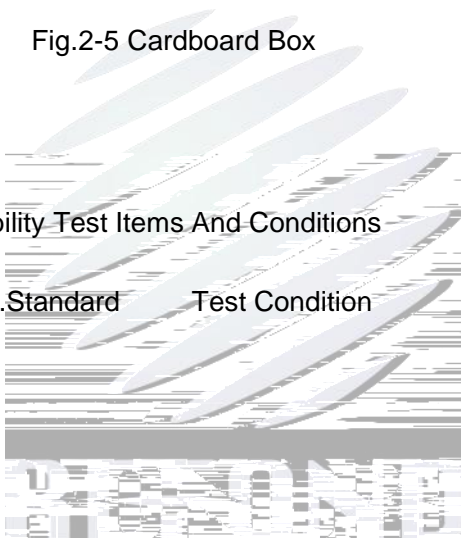 Fig.2-5 Cardboard Box
bility Test Items And Conditions
.Standard Test Condition